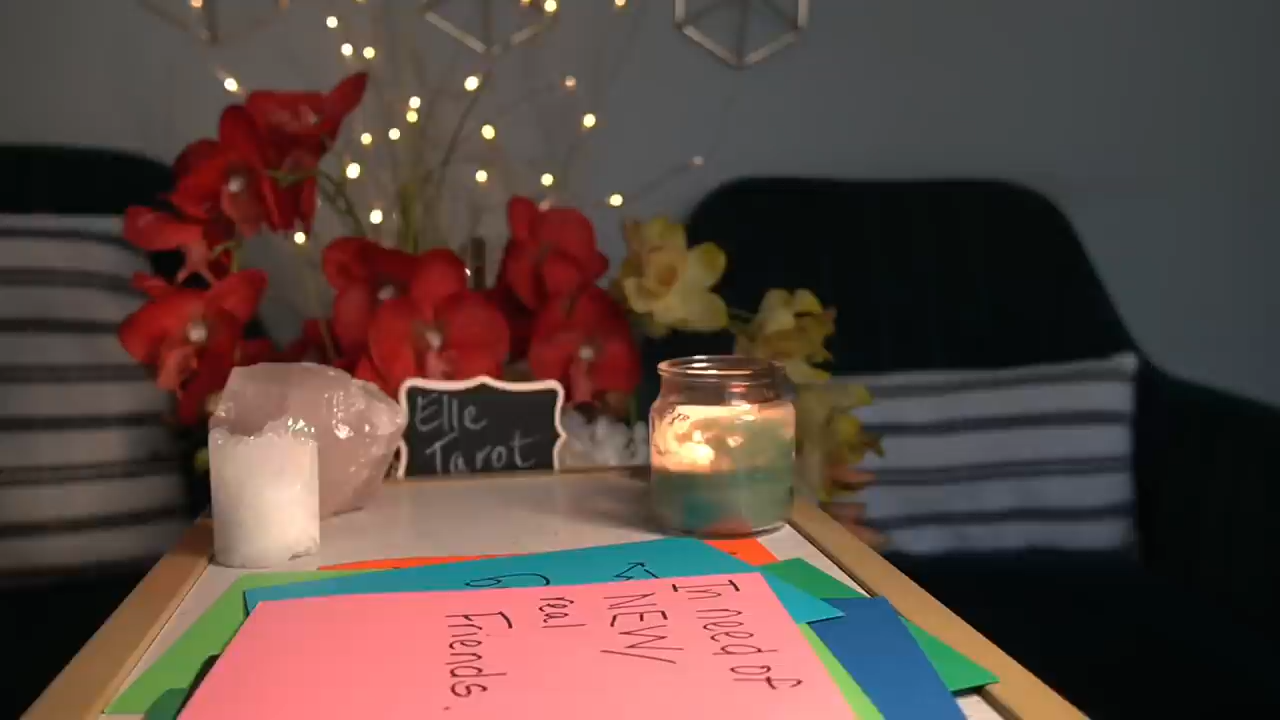 Elle
Tarot
In need of
NEW/
real
Friends.